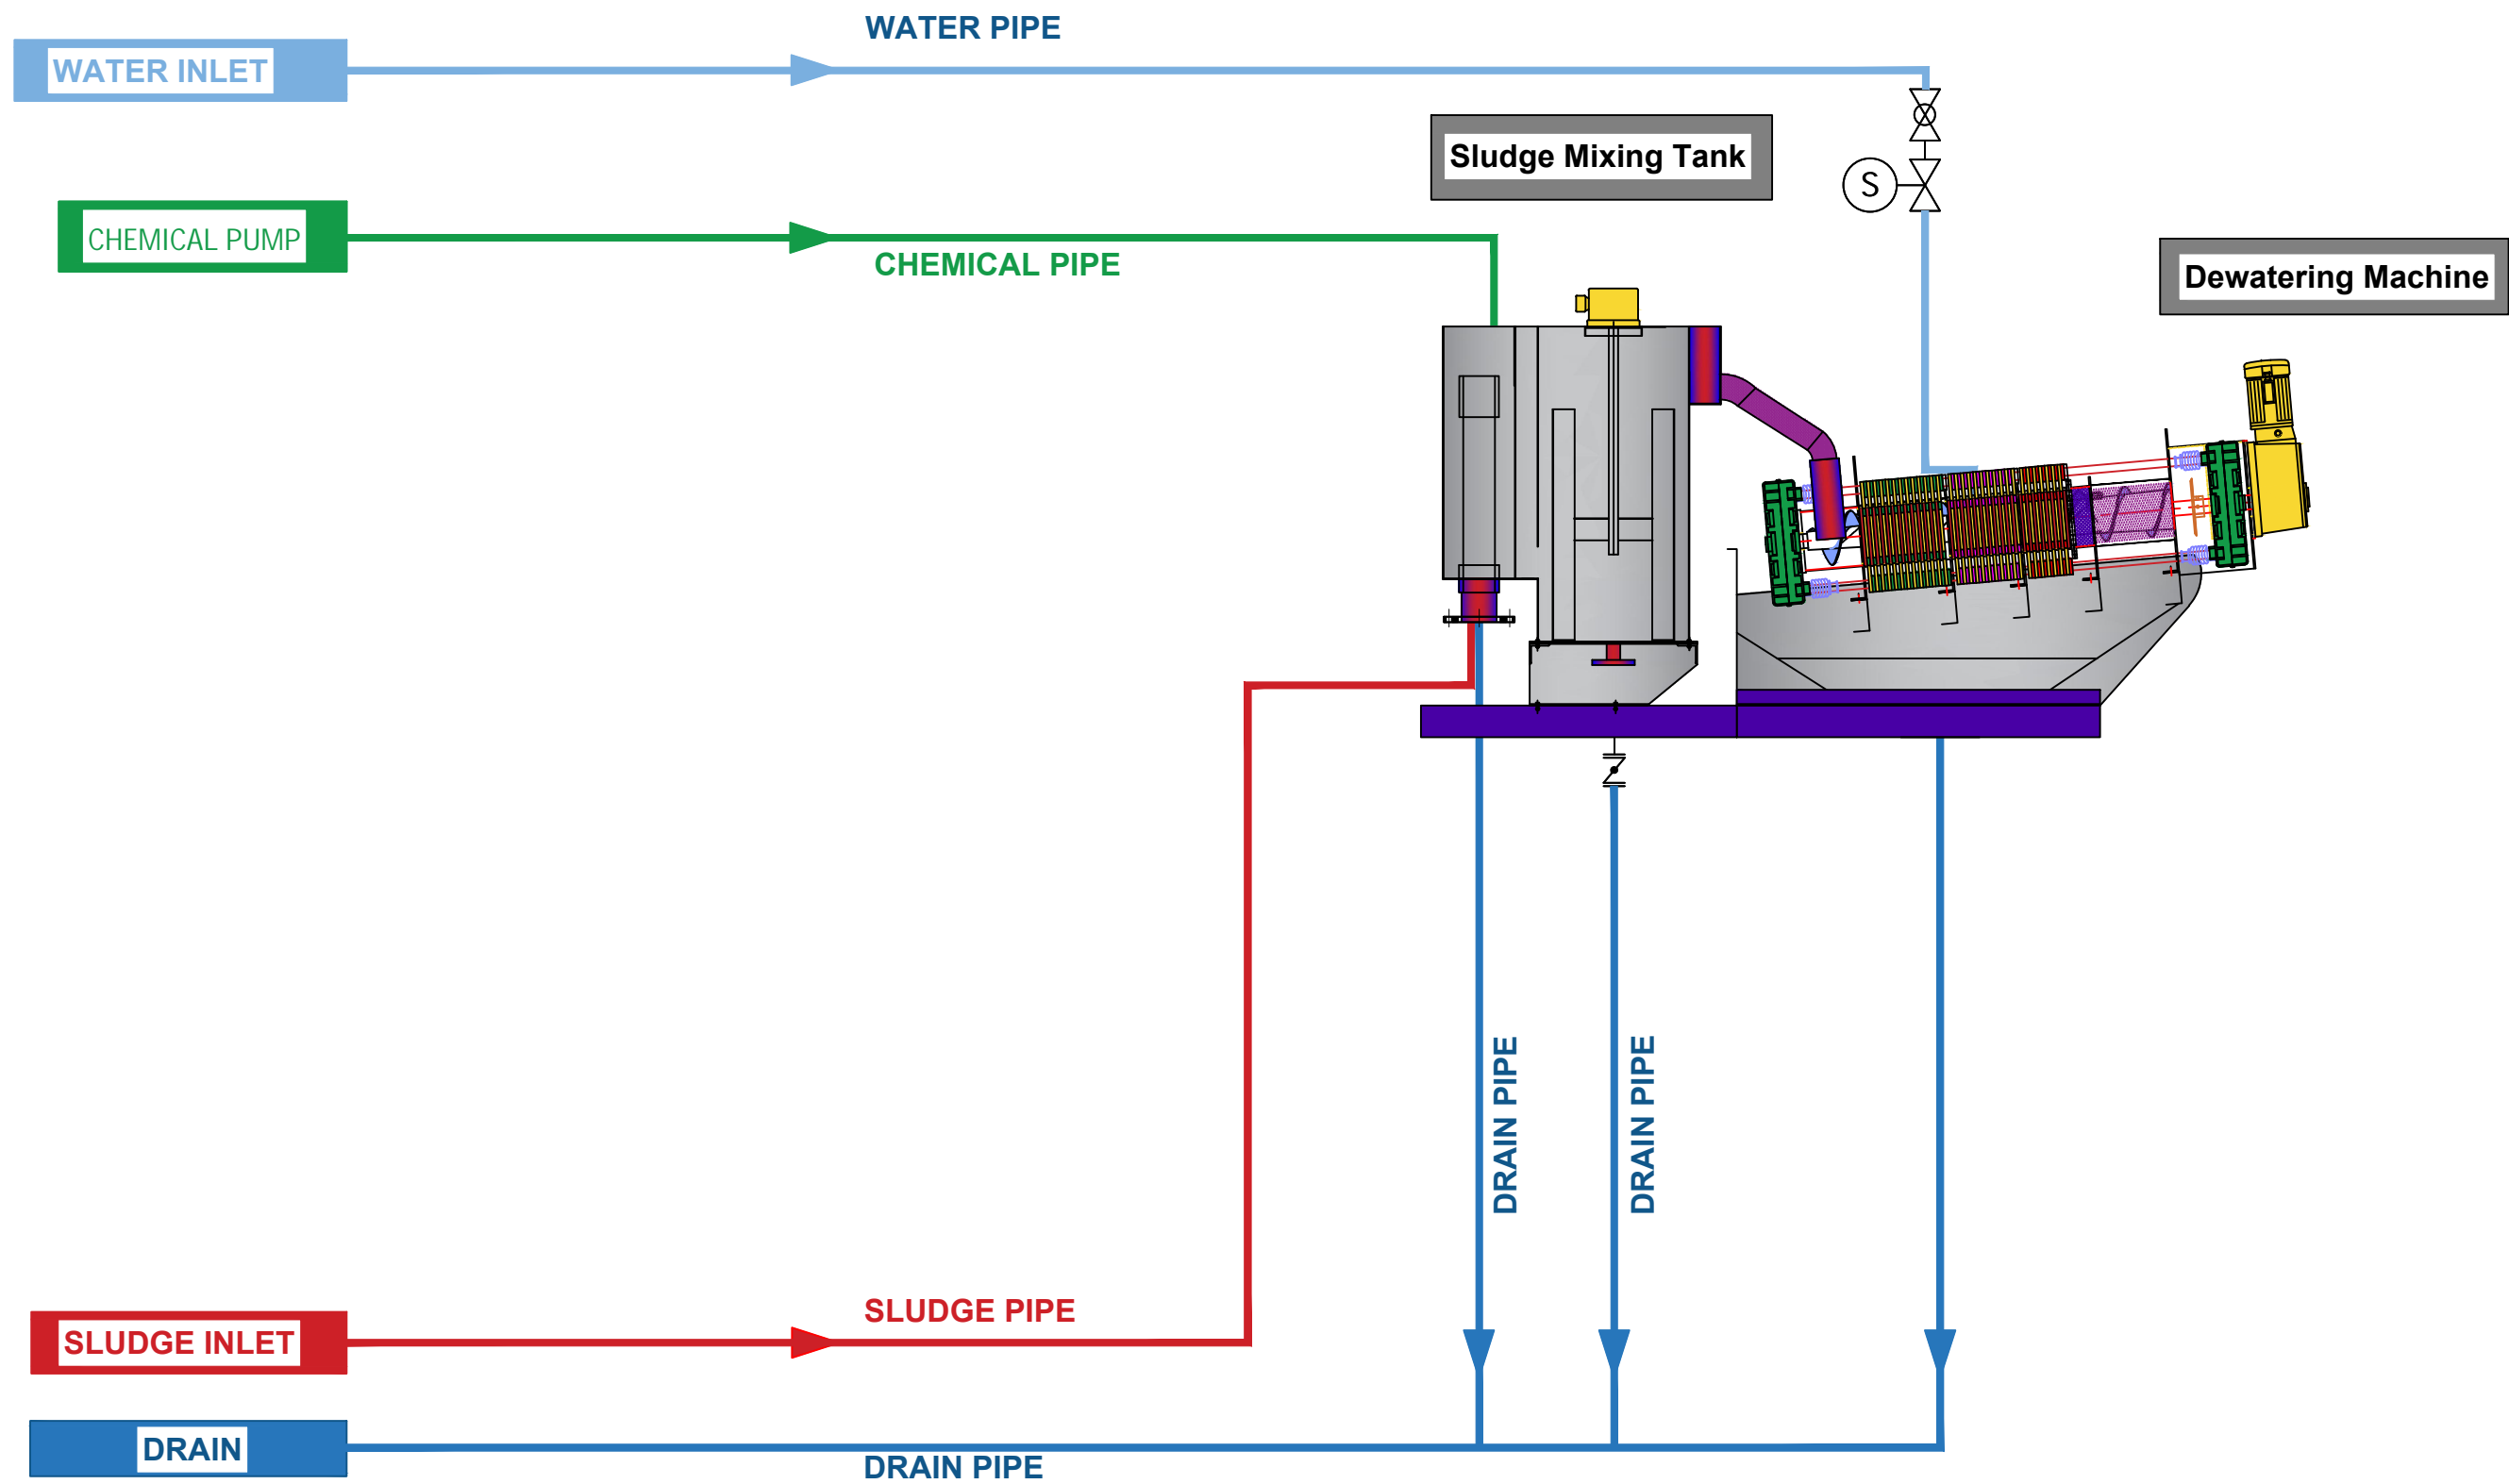 WATER PIPE
WATER INLET
Sludge Mixing Tank
S
CHEMICAL PUMP
CHEMICAL PIPE
Dewatering Machine
DRAIN PIPE
DRAIN PIPE
SLUDGE PIPE
SLUDGE INLET
DRAIN
DRAIN PIPE